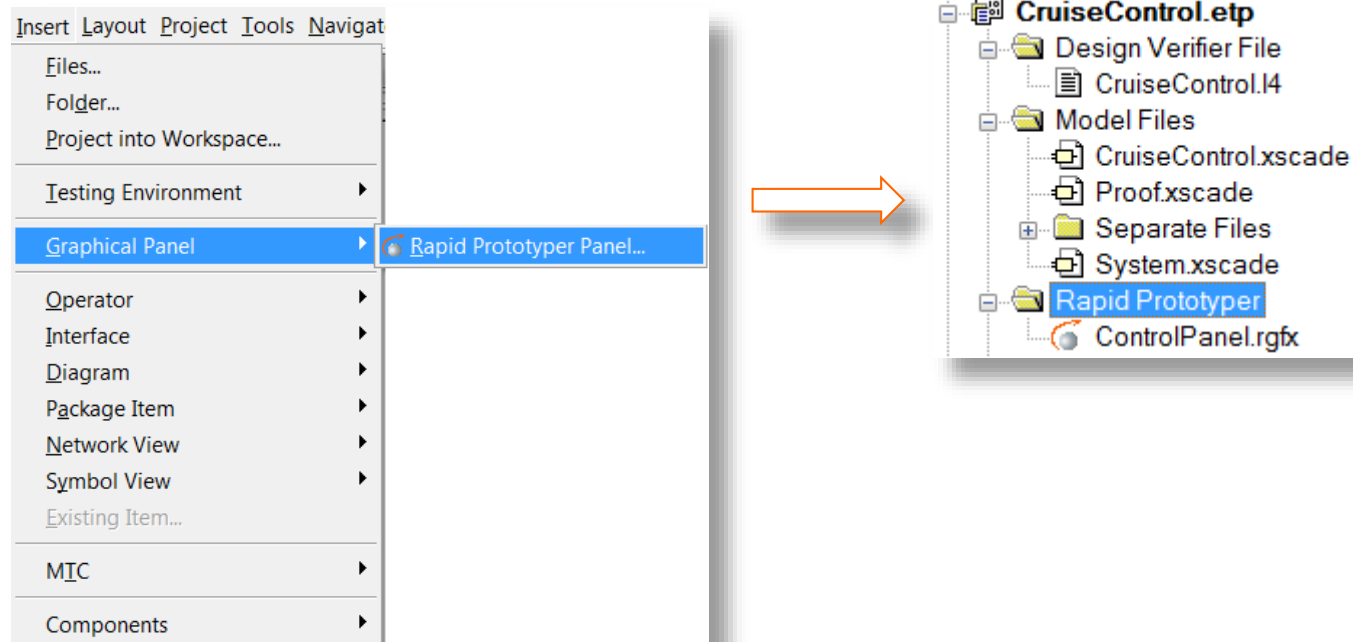 Insert Layout Project Tools Navigat
Files...
Folder...
Project into Workspace...
Testing Environment
Graphical Panel
Rapid Prototyper Panel...
Operator
Interface
Diagram
Package Item
Network View
Symbol View
Existing Item...
MTC
Components
CruiseControl.etp
Design Verifier File
CruiseControl.l4
Model Files
CruiseControl.xscade
Proof.xscade
Separate Files
System.xscade
Rapid Prototyper
ControlPanel.rgfx